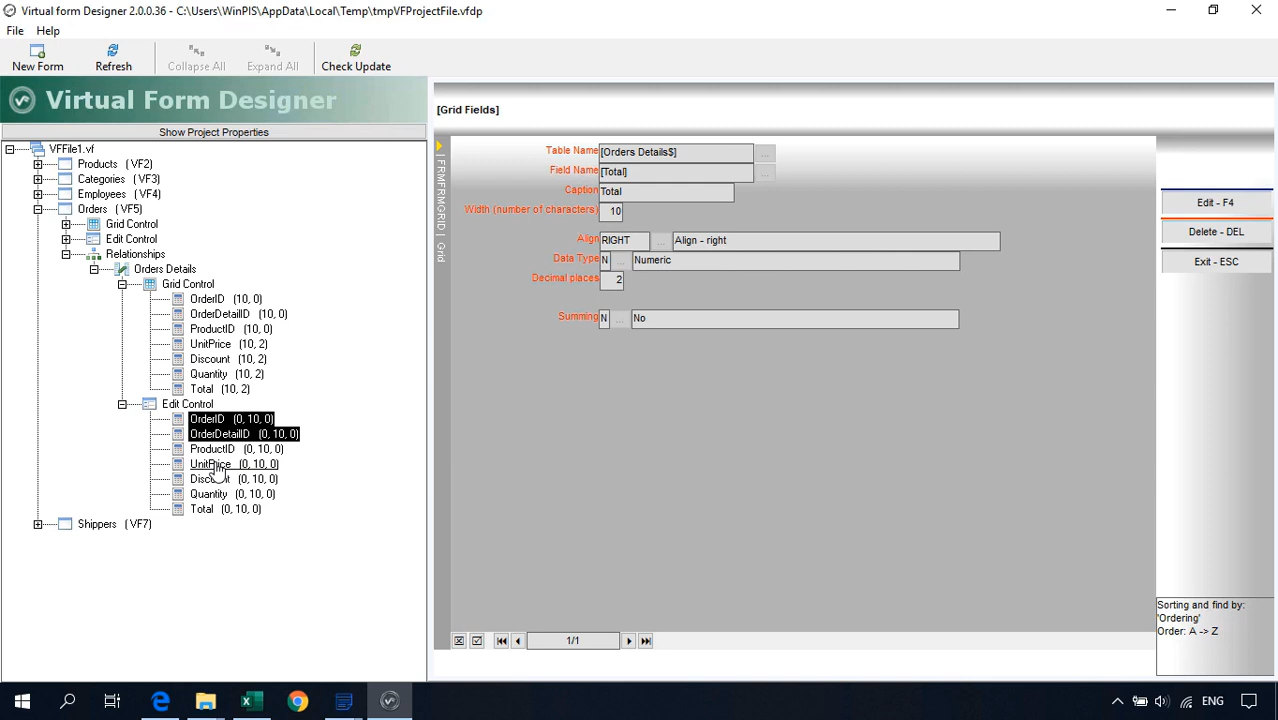 Virtual form Designer 2.0.0.36 - C:\Users\WinPIS\AppData\Local\Temp\tmpVFProjectFile.vfdp
File Help
New Form Refresh Collapse All Expand All Check Update
Virtual Form Designer
Show Project Properties
VFFile1.vf
Products (VF2)
Categories (VF3)
Employees (VF4)
Orders (VF5)
Grid Control
Edit Control
Relationships
Orders Details
Grid Control
OrderID (10, 0)
OrderDetailID (10, 0)
ProductID (10, 0)
UnitPrice (10, 2)
Discount (10, 2)
Quantity (10, 2)
Total (10, 2)
Edit Control
OrderID (0, 10, 0)
OrderDetailID (0, 10, 0)
ProductID (0, 10, 0)
UnitPrice (0, 10, 0)
Discount (0, 10, 0)
Quantity (0, 10, 0)
Total (0, 10, 0)
Shippers (VF7)
[Grid Fields]
| FRMFRMGRID | Grid
Table Name [Orders Details$] ...
Field Name [Total] ...
Caption Total
Width (number of characters) 10
Align RIGHT ... Align - right
Data Type N ... Numeric
Decimal places 2
Summing N ... No
1/1
Edit - F4
Delete - DEL
Exit - ESC
Sorting and find by:
'Ordering'
Order: A -> Z
ENG